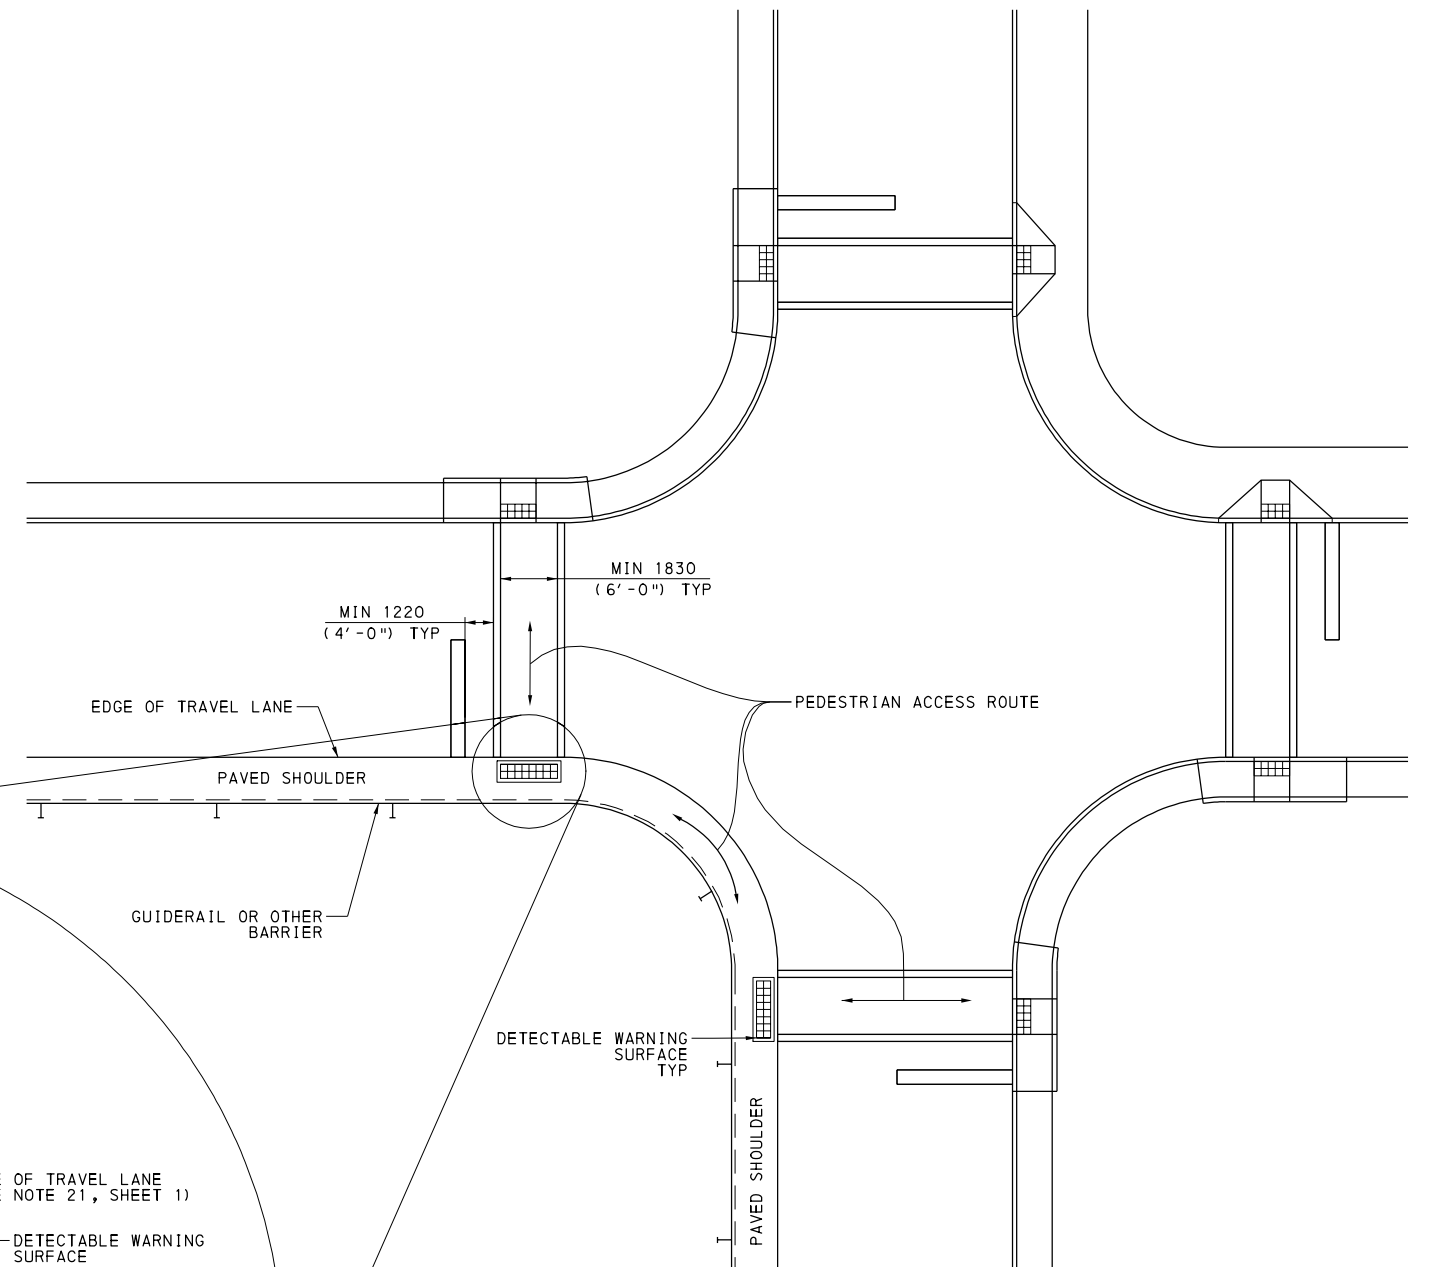 MIN 1830
(6'-0") TYP
MIN 1220
(4'-0") TYP
EDGE OF TRAVEL LANE
PEDESTRIAN ACCESS ROUTE
PAVED SHOULDER
GUIDERAIL OR OTHER
BARRIER
DETECTABLE WARNING
SURFACE
TYP
PAVED SHOULDER
OF TRAVEL LANE
NOTE 21, SHEET 1)
DETECTABLE WARNING
SURFACE